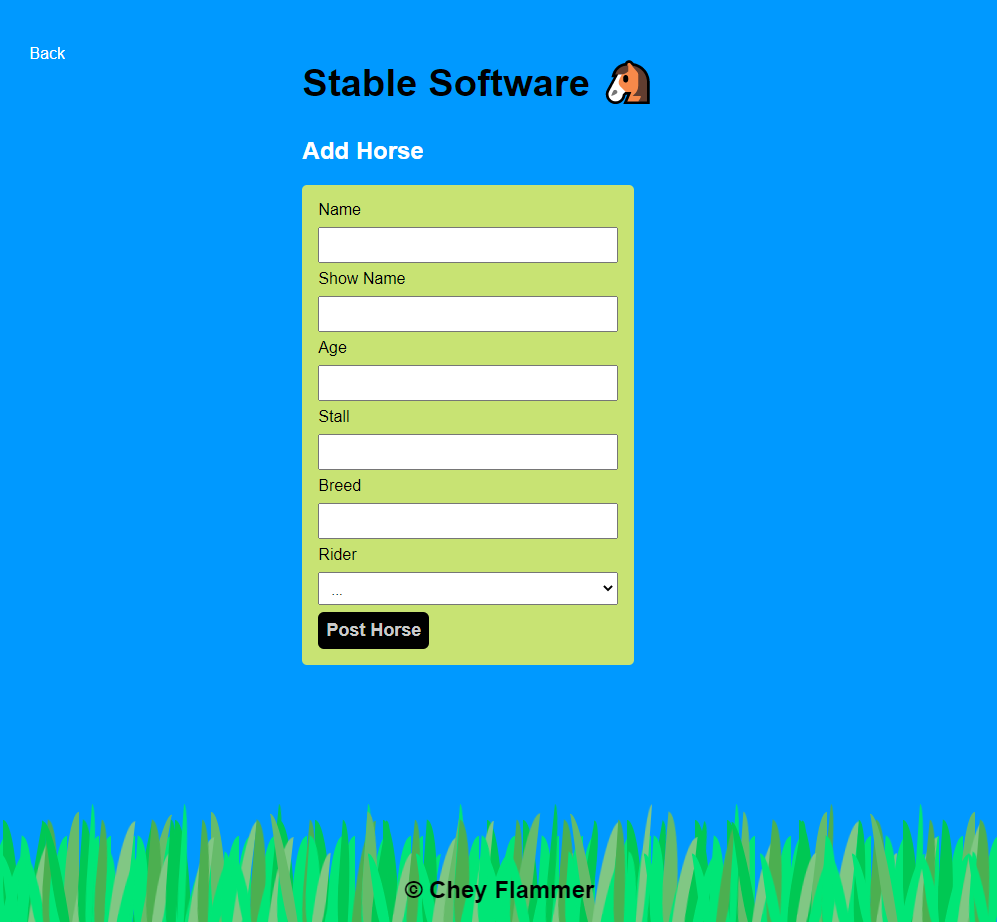 Back
Stable Software
Add Horse
Name
Show Name
Age
Stall
Breed
Rider
...
Post Horse
© Chey Flammer